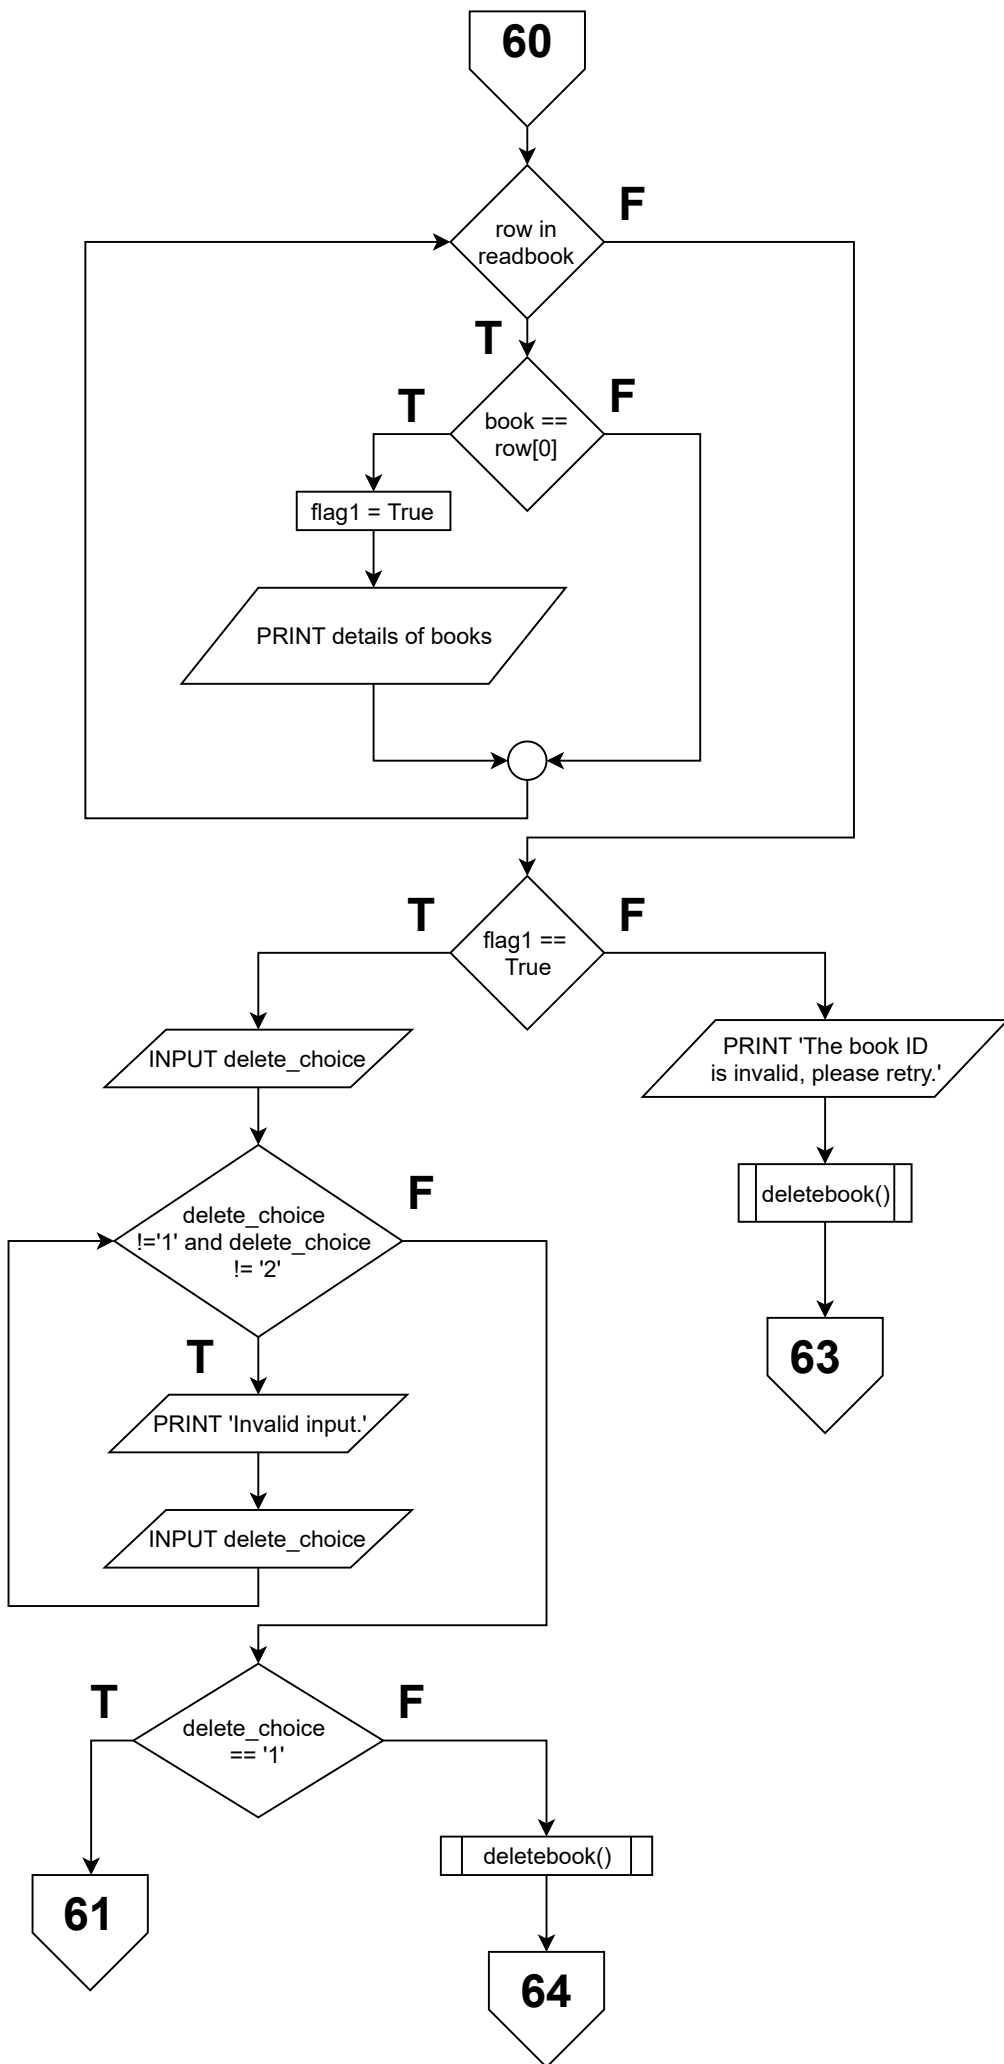 60
F
row in
readbook
T
T
F
book ==
row[0]
flag1 = True
PRINT details of books
T
F
flag1 ==
True
INPUT delete_choice
PRINT 'The book ID
is invalid, please retry.'
F
delete_choice
!='1' and delete_choice
!= '2'
deletebook()
T
63
PRINT 'Invalid input.'
INPUT delete_choice
T
F
delete_choice
== '1'
deletebook()
61
64